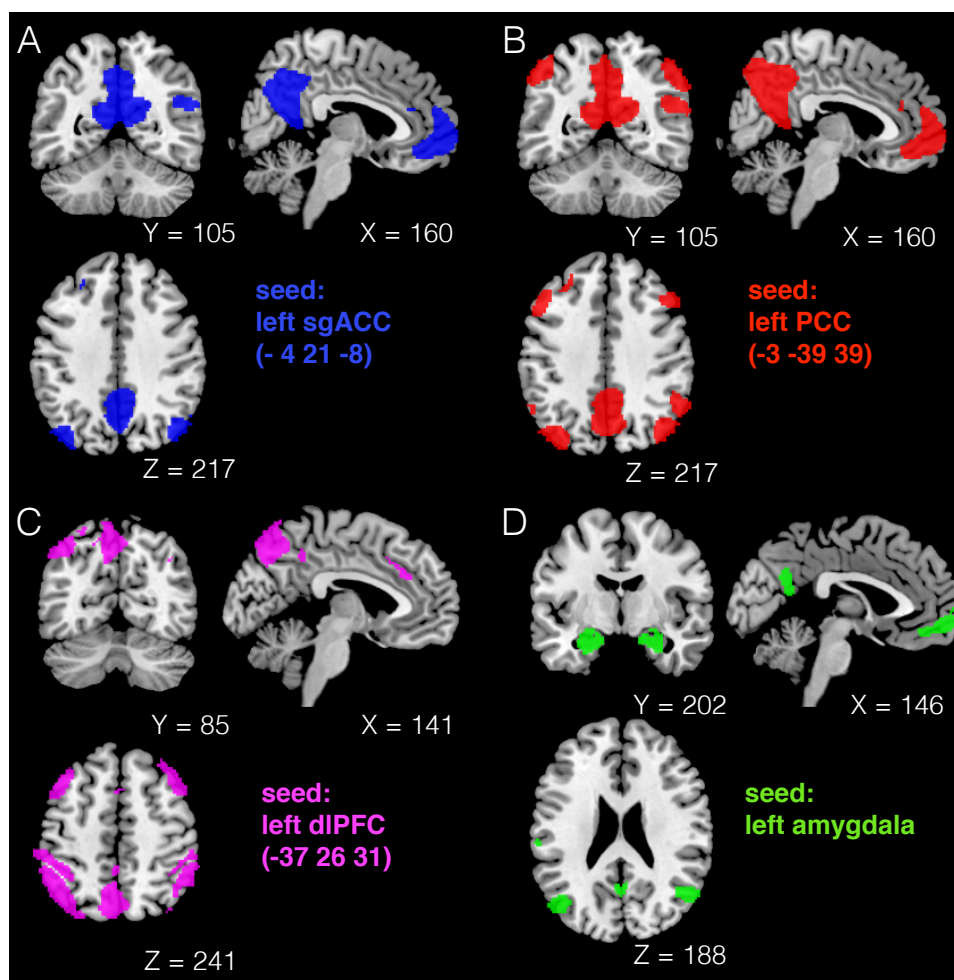 A
Y = 105
X = 160
seed:
left sgACC
(- 4 21 -8)
Z = 217
B
Y = 105
X = 160
seed:
left PCC
(-3 -39 39)
Z = 217
C
Y = 85
X = 141
seed:
left dlPFC
(-37 26 31)
Z = 241
D
Y = 202
X = 146
seed:
left amygdala
Z = 188